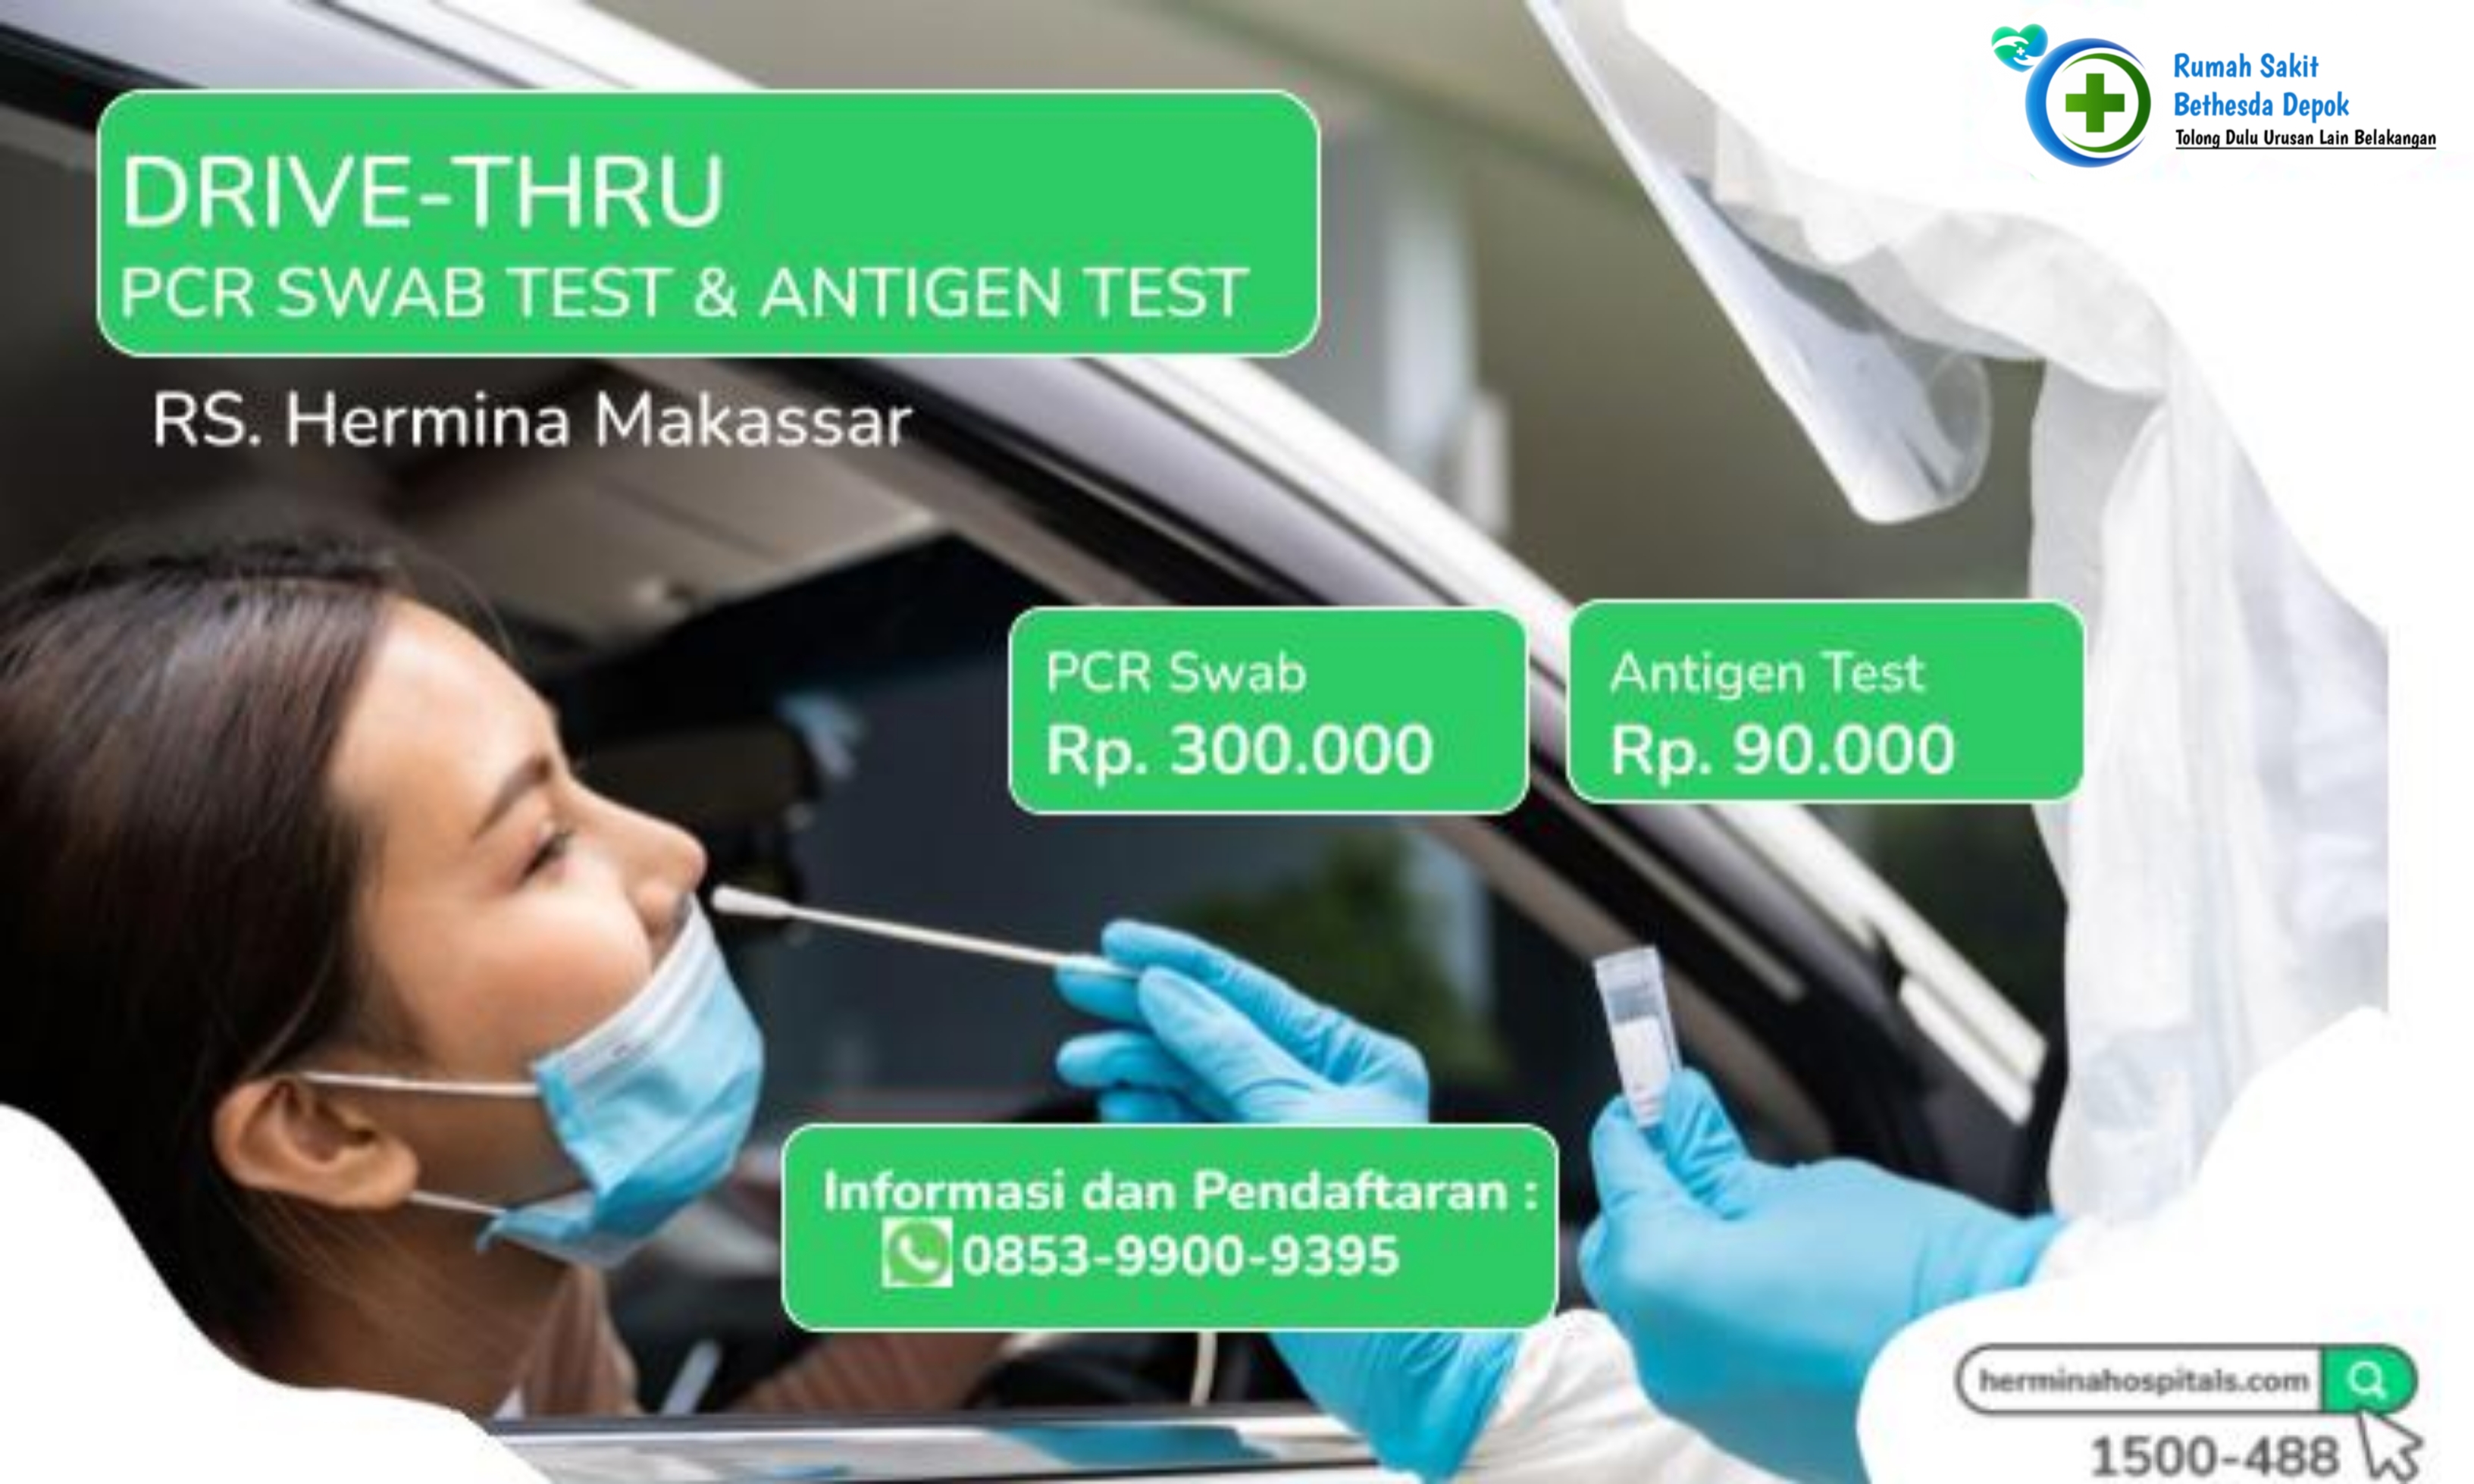 Rumah Sakit
Bethesda Depok
Tolong Dulu Urusan Lain Belakangan
DRIVE-THRU
PCR SWAB TEST & ANTIGEN TEST
RS. Hermina Makassar
PCR Swab
Rp. 300.000
Antigen Test
Rp. 90.000
Informasi dan Pendaftaran :
0853-9900-9395
herminahospitals.com
1500-488